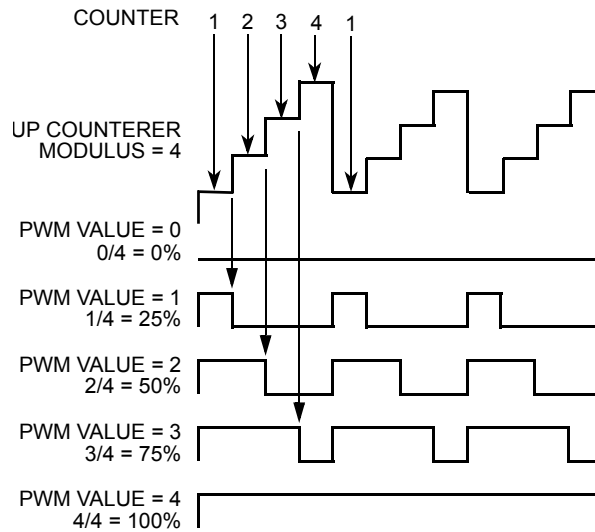 COUNTER 1 2 3 4 1
UP COUNTERER
MODULUS = 4
PWM VALUE = 0
0/4 = 0%
PWM VALUE = 1
1/4 = 25%
PWM VALUE = 2
2/4 = 50%
PWM VALUE = 3
3/4 = 75%
PWM VALUE = 4
4/4 = 100%